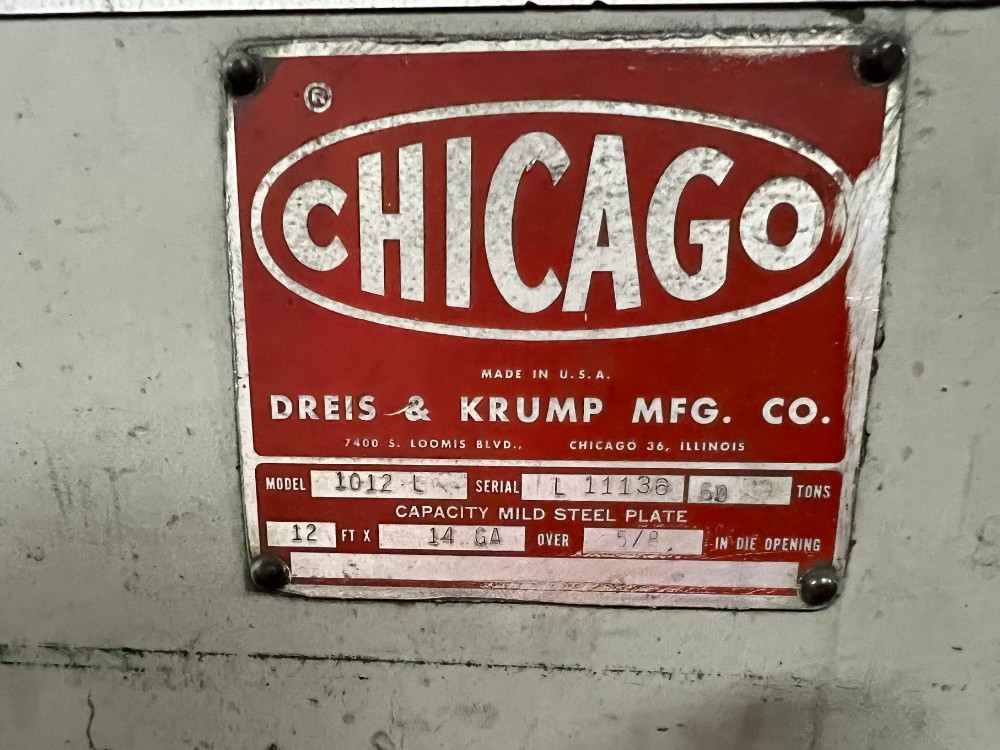 ®
CHICAGO
MADE IN U.S.A.
DREIS & KRUMP MFG. CO.
7400 S. LOOMIS BLVD., CHICAGO 36, ILLINOIS
MODEL 1012-L SERIAL L 11136 60 TONS
CAPACITY MILD STEEL PLATE
12 FT X 14 GA OVER 5/8 IN DIE OPENING